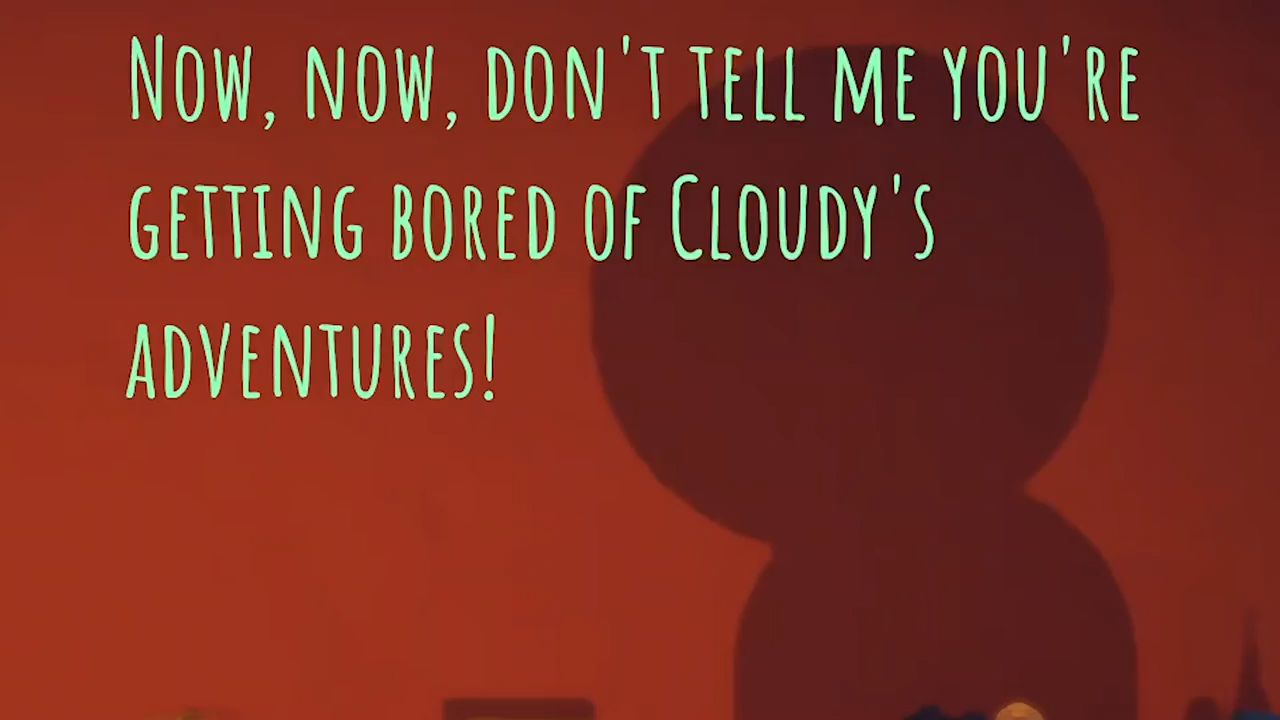 Now, now, don't tell me you're
getting bored of Cloudy's
adventures!